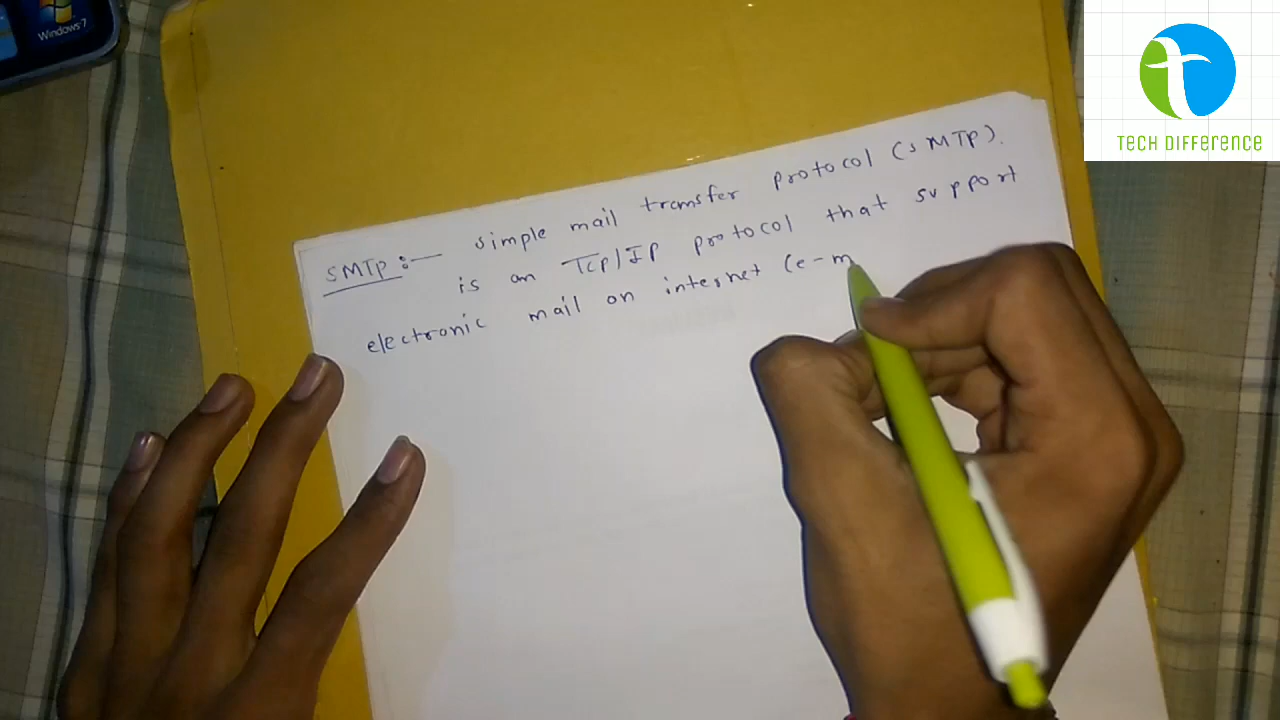 Windows 7
TECH DIFFERENCE
SMTP :— simple mail transfer protocol (SMTP).
is an TCP/IP protocol that support
electronic mail on internet (e-m